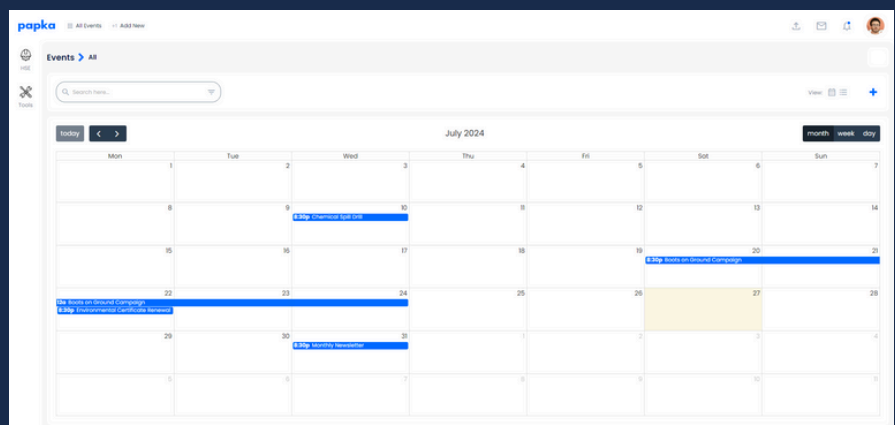 papka All Events Add New
HSE
Tools
Events All
Search here...
View:
today
July 2024
month week day
Mon Tue Wed Thu Fri Sat Sun
1 2 3 4 5 6 7
8 9 10 11 12 13 14
8:30p Chemical Spill Drill
15 16 17 18 19 20 21
8:30p Boots on Ground Campaign
22 23 24 25 26 27 28
12a Boots on Ground Campaign
8:30p Environmental Certificate Renewal
29 30 31 1 2 3 4
8:30p Monthly Newsletter
5 6 7 8 9 10 11